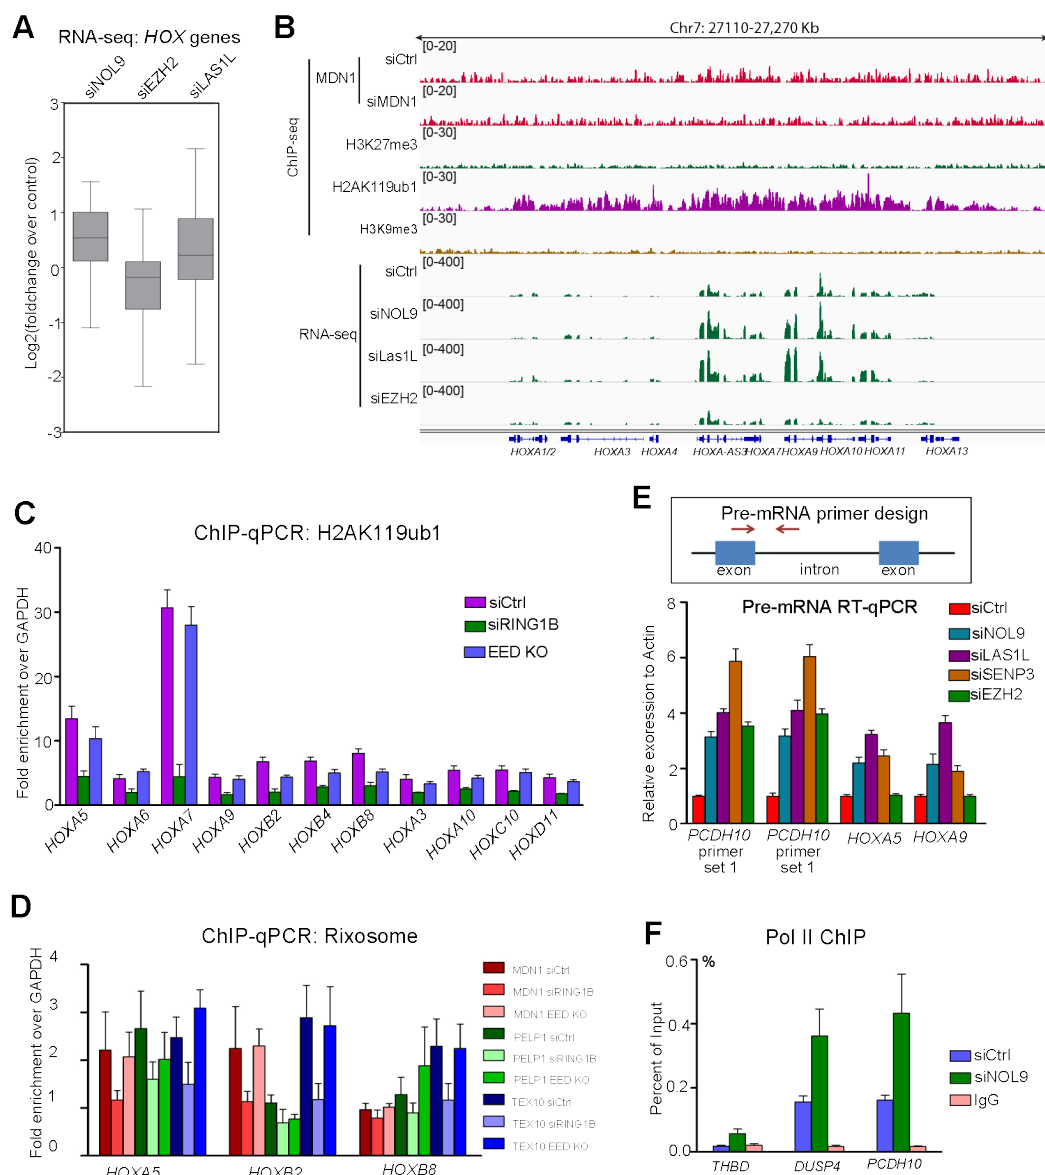 A
RNA-seq: HOX genes
siNOL9
siEZH2
siLAS1L
Log2(foldchange over control)
3
2
1
0
-1
-2
-3
B
Chr7: 27110-27,270 Kb
ChIP-seq
MDN1
siCtrl
[0-20]
siMDN1
[0-20]
H3K27me3
[0-30]
H2AK119ub1
[0-30]
H3K9me3
[0-30]
RNA-seq
siCtrl
[0-400]
siNOL9
[0-400]
siLas1L
[0-400]
siEZH2
[0-400]
HOXA1/2
HOXA3
HOXA4
HOXA-AS3
HOXA7
HOXA9
HOXA10
HOXA11
HOXA13
C
ChIP-qPCR: H2AK119ub1
Fold enrichment over GAPDH
40
30
20
10
0
siCtrl
siRING1B
EED KO
HOXA5
HOXA6
HOXA7
HOXA9
HOXB2
HOXB4
HOXB8
HOXA3
HOXA10
HOXC10
HOXD11
D
ChIP-qPCR: Rixosome
Fold enrichment over GAPDH
4
3
2
1
0
MDN1 siCtrl
MDN1 siRING1B
MDN1 EED KO
PELP1 siCtrl
PELP1 siRING1B
PELP1 EED KO
TEX10 siCtrl
TEX10 siRING1B
TEX10 EED KO
HOXA5
HOXB2
HOXB8
E
Pre-mRNA primer design
exon
intron
exon
Pre-mRNA RT-qPCR
Relative exoression to Actin
8
6
4
2
0
siCtrl
siNOL9
siLAS1L
siSENP3
siEZH2
PCDH10
primer
set 1
PCDH10
primer
set 1
HOXA5
HOXA9
F
Pol II ChIP
%
Percent of Input
0.6
0.4
0.2
0.0
siCtrl
siNOL9
IgG
THBD
DUSP4
PCDH10